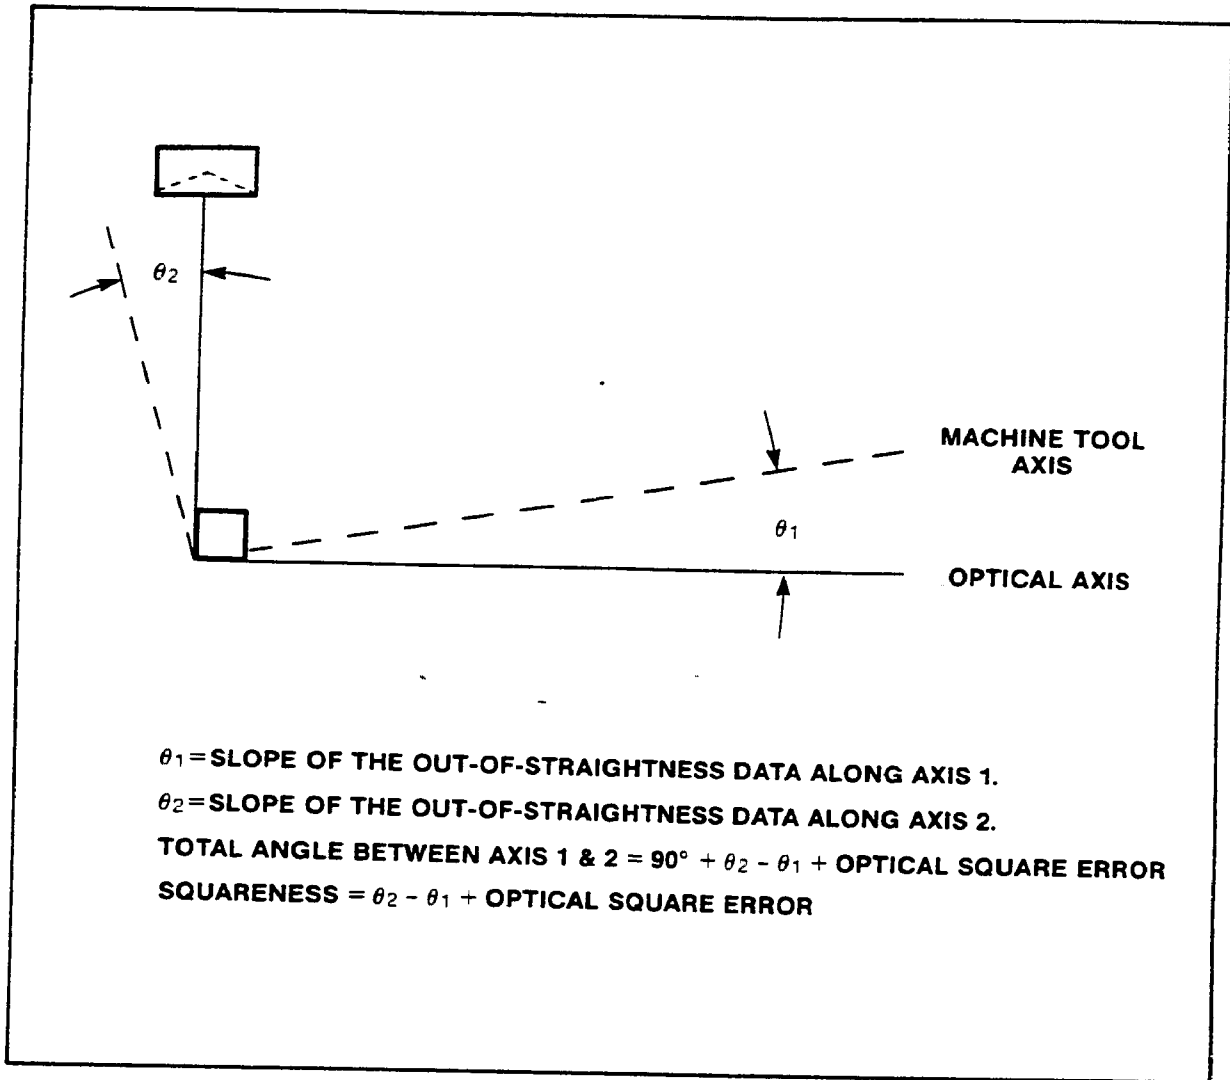 θ2
MACHINE TOOL
AXIS
θ1
OPTICAL AXIS
θ1=SLOPE OF THE OUT-OF-STRAIGHTNESS DATA ALONG AXIS 1.
θ2=SLOPE OF THE OUT-OF-STRAIGHTNESS DATA ALONG AXIS 2.
TOTAL ANGLE BETWEEN AXIS 1 & 2 = 90° + θ2 - θ1 + OPTICAL SQUARE ERROR
SQUARENESS = θ2 - θ1 + OPTICAL SQUARE ERROR